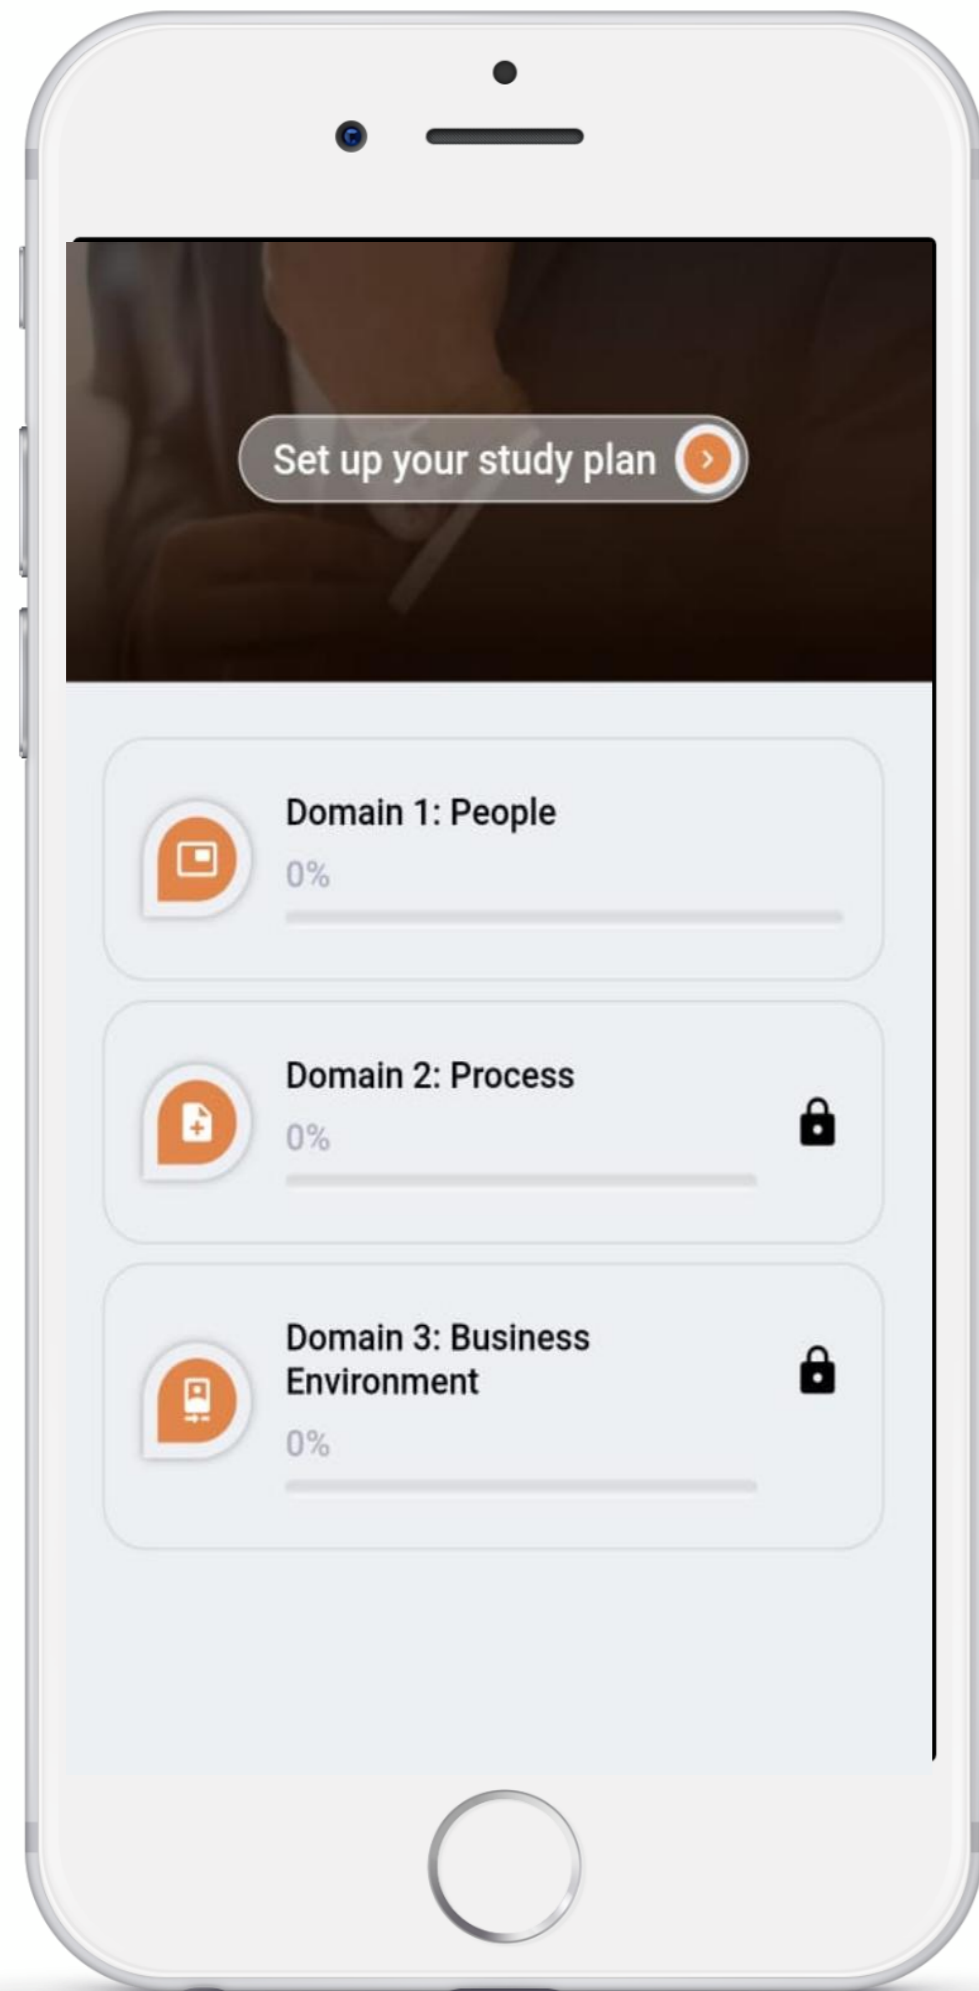 Set up your study plan
Domain 1: People
0%
Domain 2: Process
0%
Domain 3: Business
Environment
0%